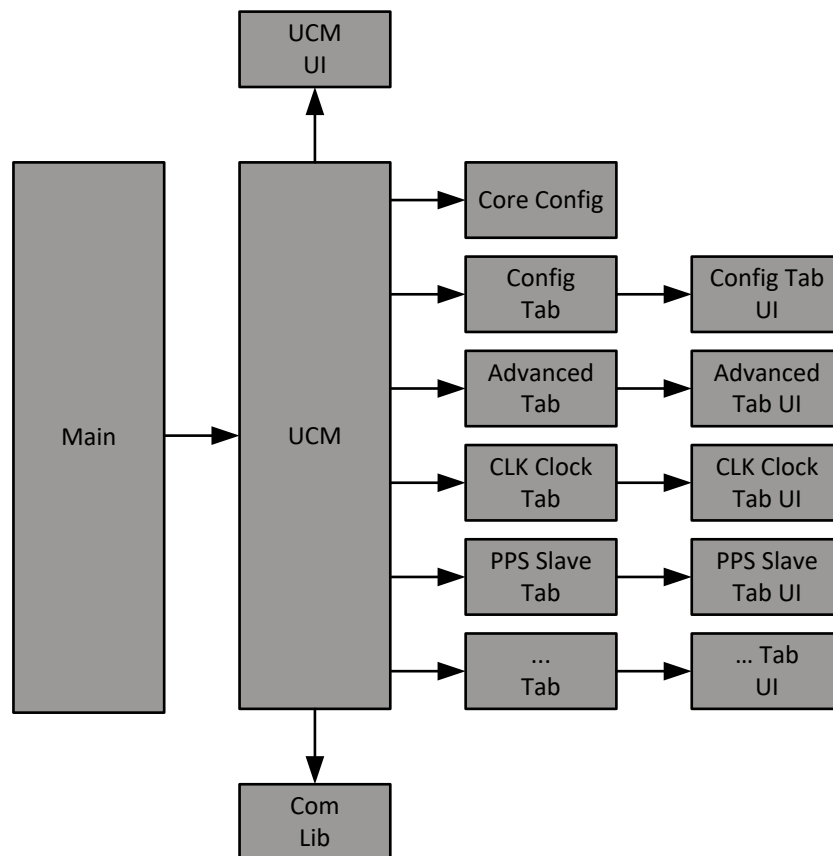 UCM
UI
Main
UCM
Core Config
Config
Tab
Config Tab
UI
Advanced
Tab
Advanced
Tab UI
CLK Clock
Tab
CLK Clock
Tab UI
PPS Slave
Tab
PPS Slave
Tab UI
...
Tab
... Tab
UI
Com
Lib